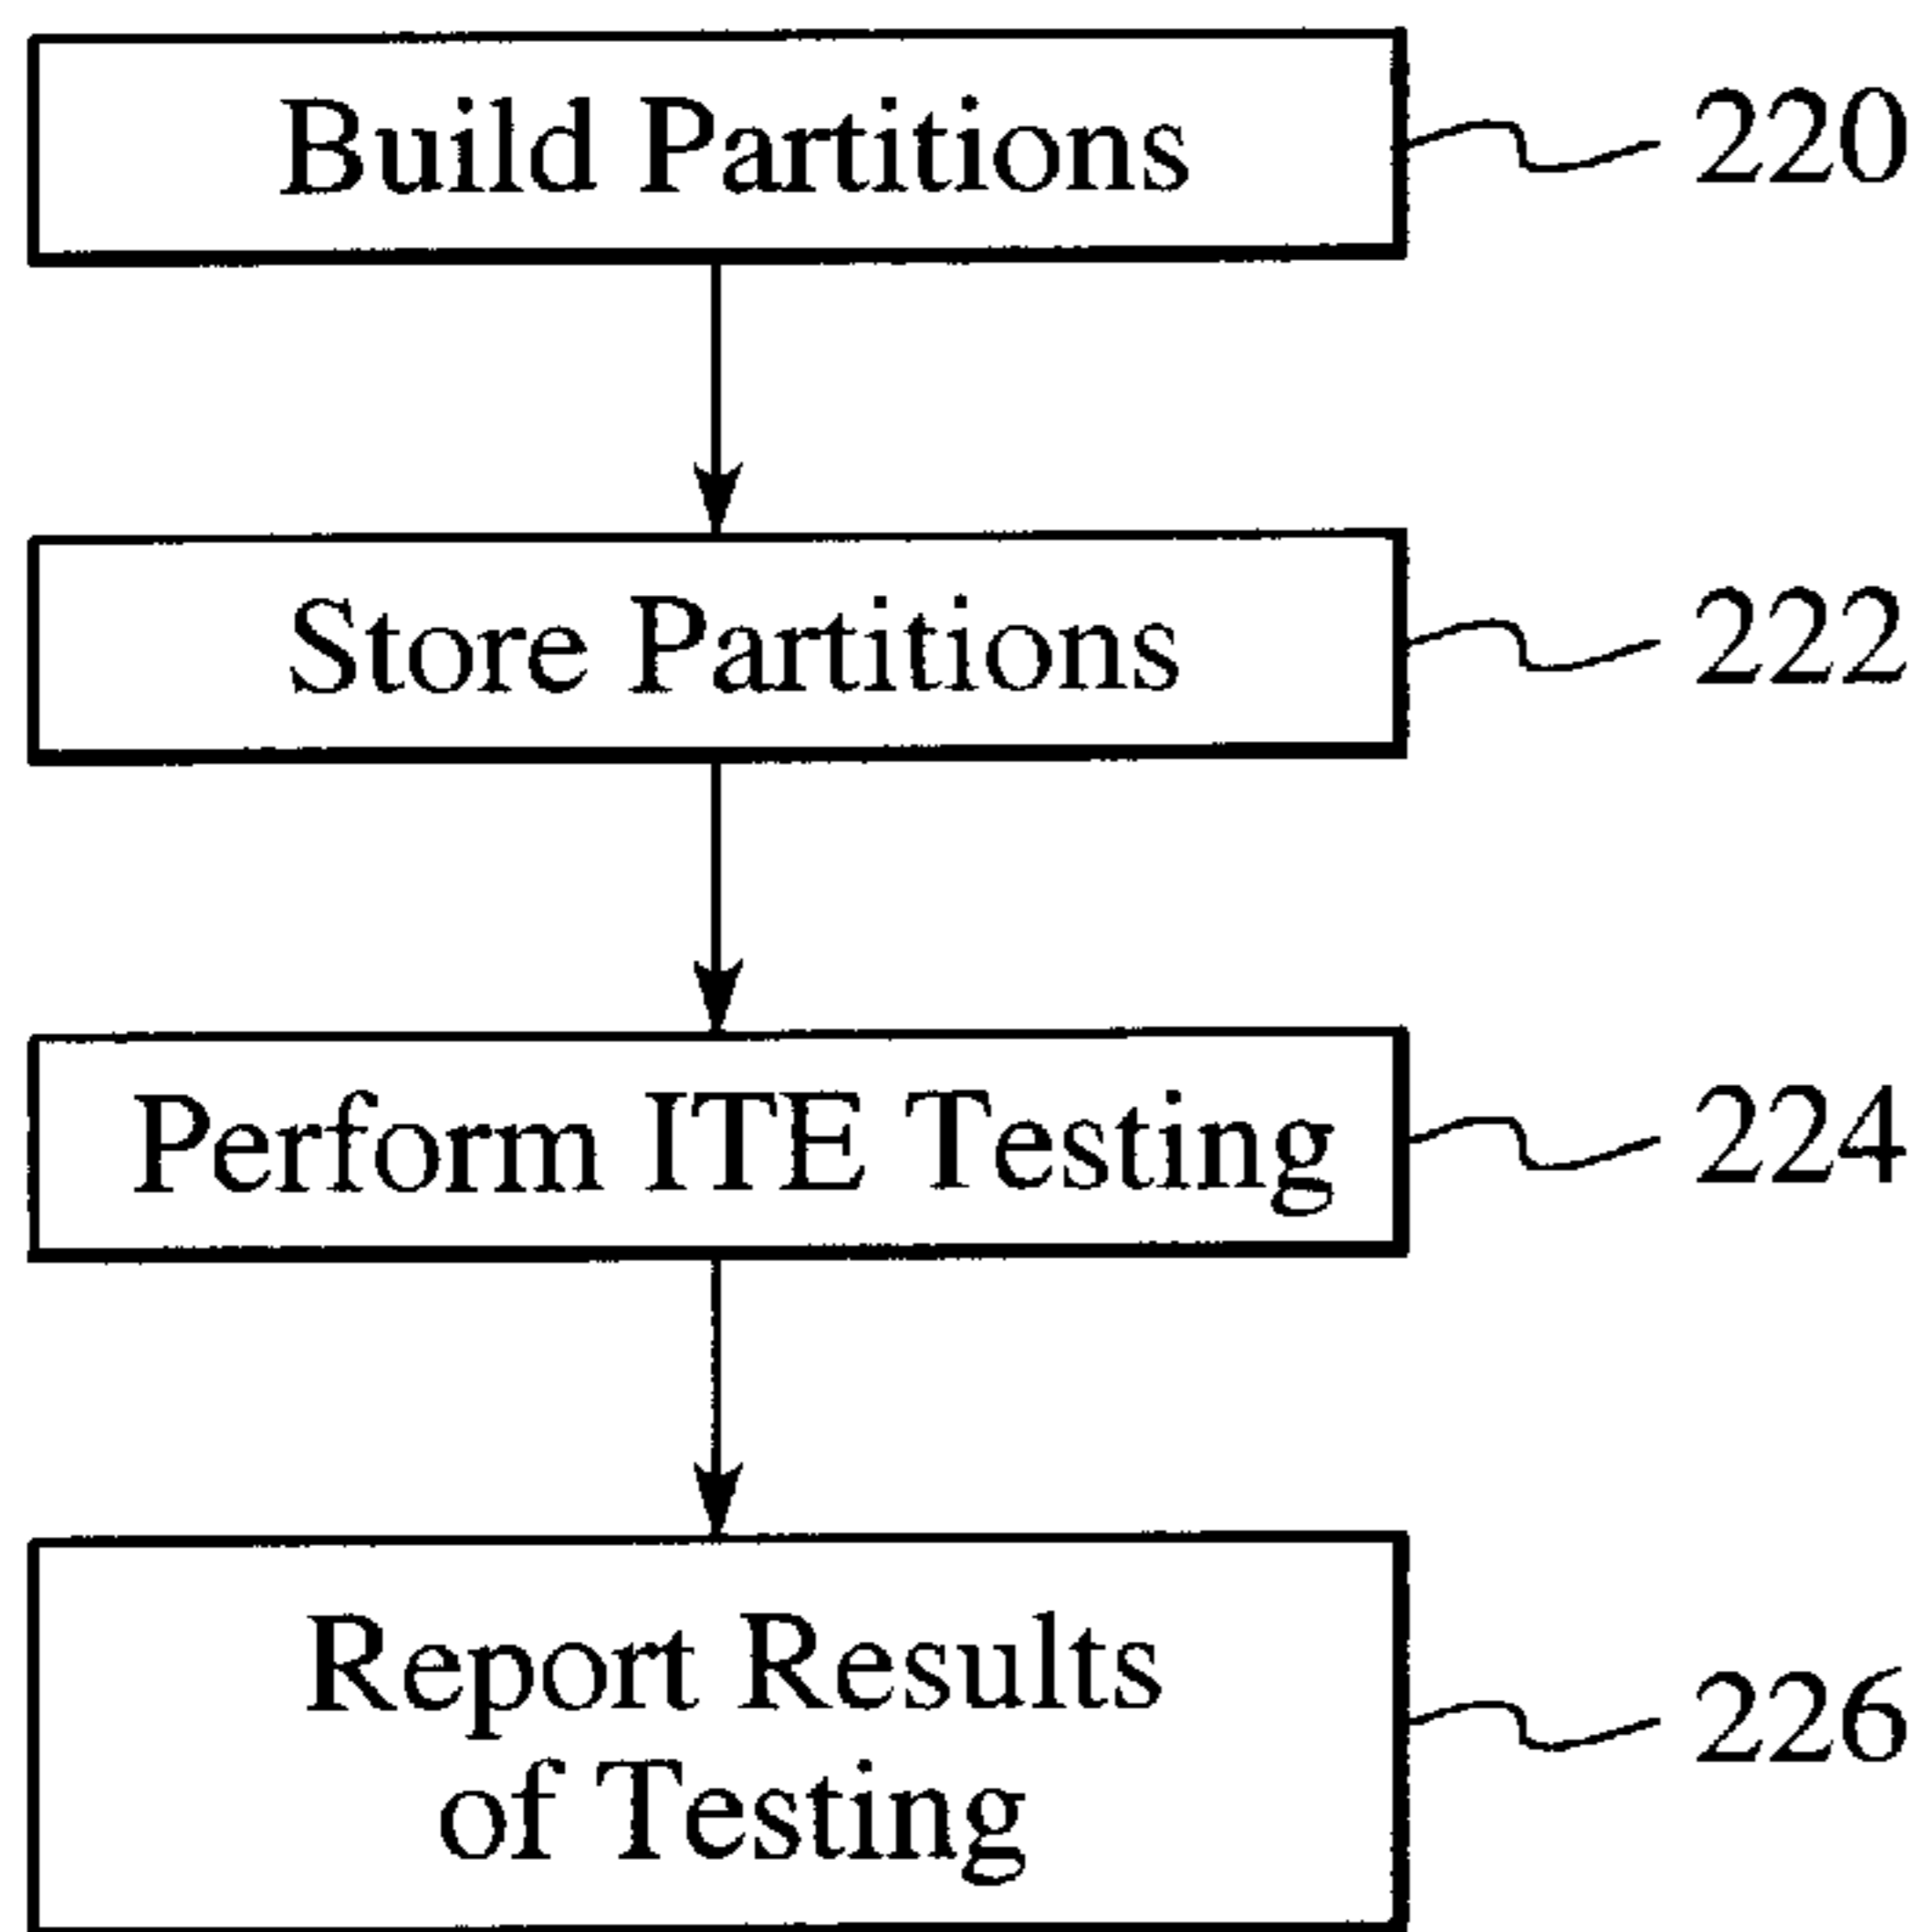 Build Partitions
220
Store Partitions
222
Perform ITE Testing
224
Report Results
of Testing
226